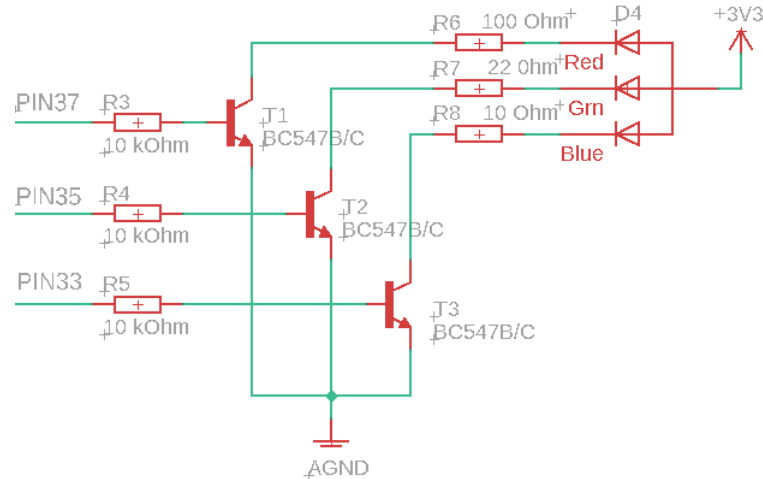 R6 100 Ohm D4 +3V3
R7 22 0hm Red
PIN37 R3 R8 10 Ohm Grn
T1
10 kOhm BC547B/C Blue
PIN35 R4
T2
10 kOhm BC547B/C
PIN33 R5
T3
10 kOhm BC547B/C
AGND